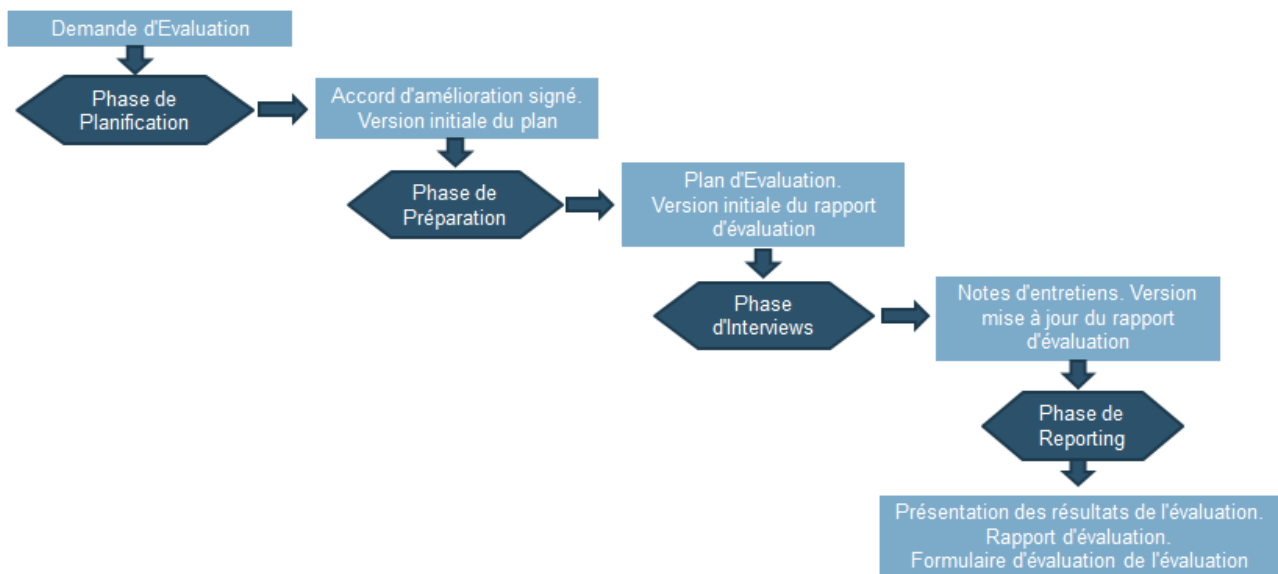 Demande d'Evaluation
Phase de
Planification
Accord d'amélioration signé.
Version initiale du plan
Phase de
Préparation
Plan d'Evaluation.
Version initiale du rapport
d'évaluation
Phase
d'Interviews
Notes d'entretiens. Version
mise à jour du rapport
d'évaluation
Phase de
Reporting
Présentation des résultats de l'évaluation.
Rapport d'évaluation.
Formulaire d'évaluation de l'évaluation